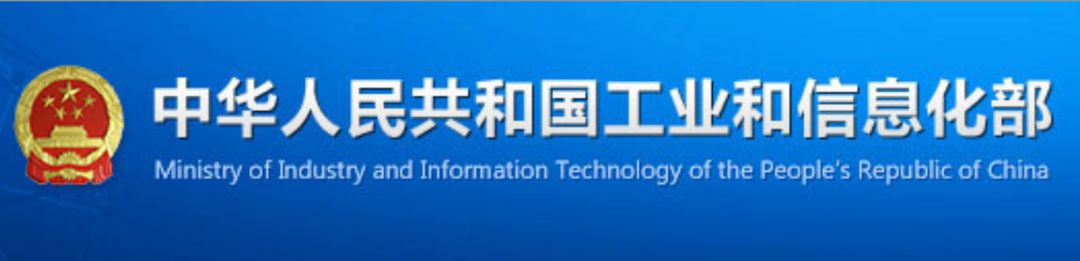 中华人民共和国工业和信息化部
Ministry of Industry and Information Technology of the People's Republic of China